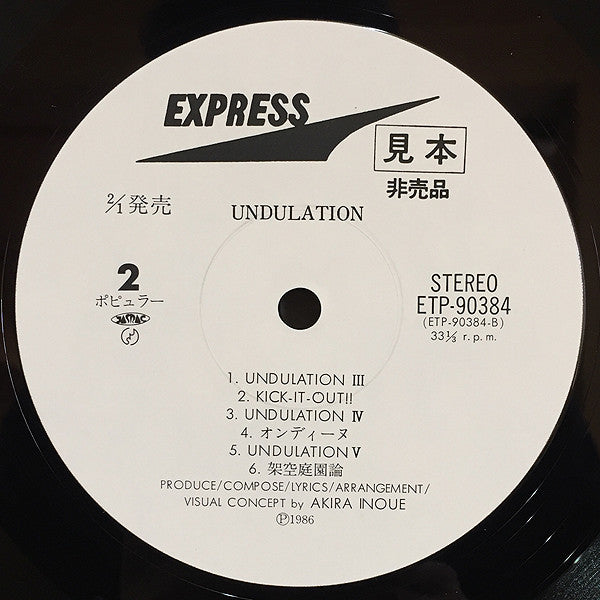 EXPRESS
見本
非売品
2/1発売
UNDULATION
2
ポピュラー
JASRAC
STEREO
ETP-90384
(ETP-90384-B)
33⅓ r.p.m.
1. UNDULATION Ⅲ
2. KICK-IT-OUT!!
3. UNDULATION Ⅳ
4. オンディーヌ
5. UNDULATION Ⅴ
6. 架空庭園論
PRODUCE/COMPOSE/LYRICS/ARRANGEMENT/
VISUAL CONCEPT by AKIRA INOUE
Ⓟ1986